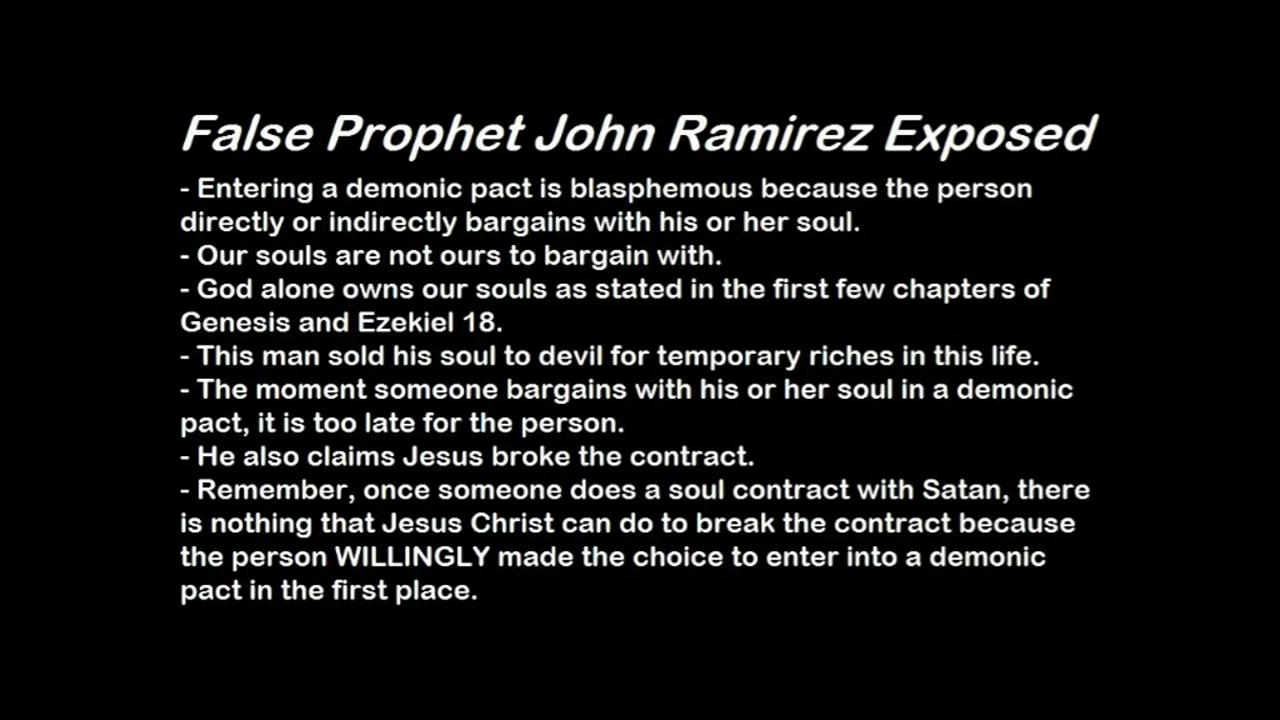 False Prophet John Ramirez Exposed
- Entering a demonic pact is blasphemous because the person
directly or indirectly bargains with his or her soul.
- Our souls are not ours to bargain with.
- God alone owns our souls as stated in the first few chapters of
Genesis and Ezekiel 18.
- This man sold his soul to devil for temporary riches in this life.
- The moment someone bargains with his or her soul in a demonic
pact, it is too late for the person.
- He also claims Jesus broke the contract.
- Remember, once someone does a soul contract with Satan, there
is nothing that Jesus Christ can do to break the contract because
the person WILLINGLY made the choice to enter into a demonic
pact in the first place.